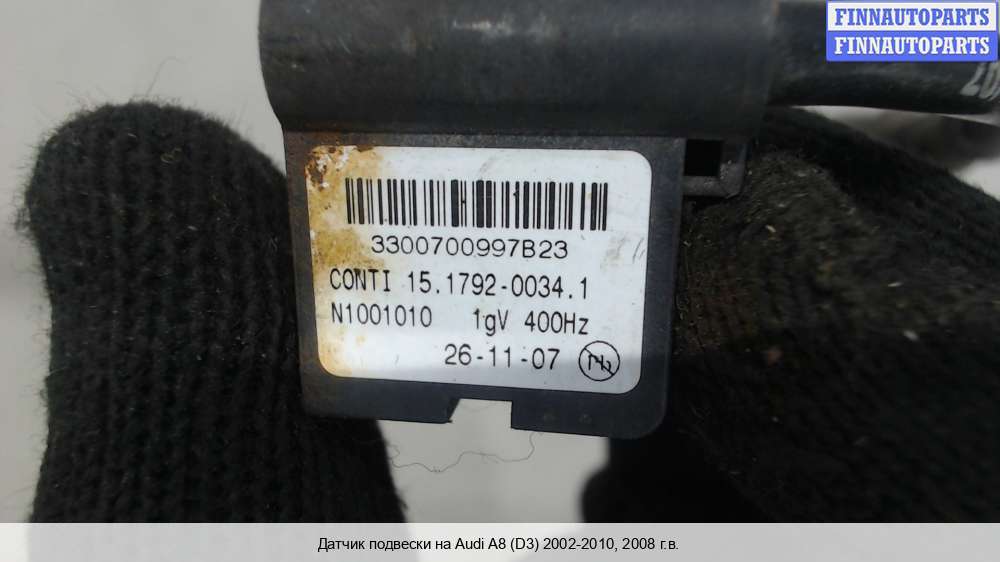 FINNAUTOPARTS
FINNAUTOPARTS
3300700997B23
CONTI 15.1792-0034.1
N1001010 1gV 400Hz
26-11-07
Датчик подвески на Audi A8 (D3) 2002-2010, 2008 г.в.